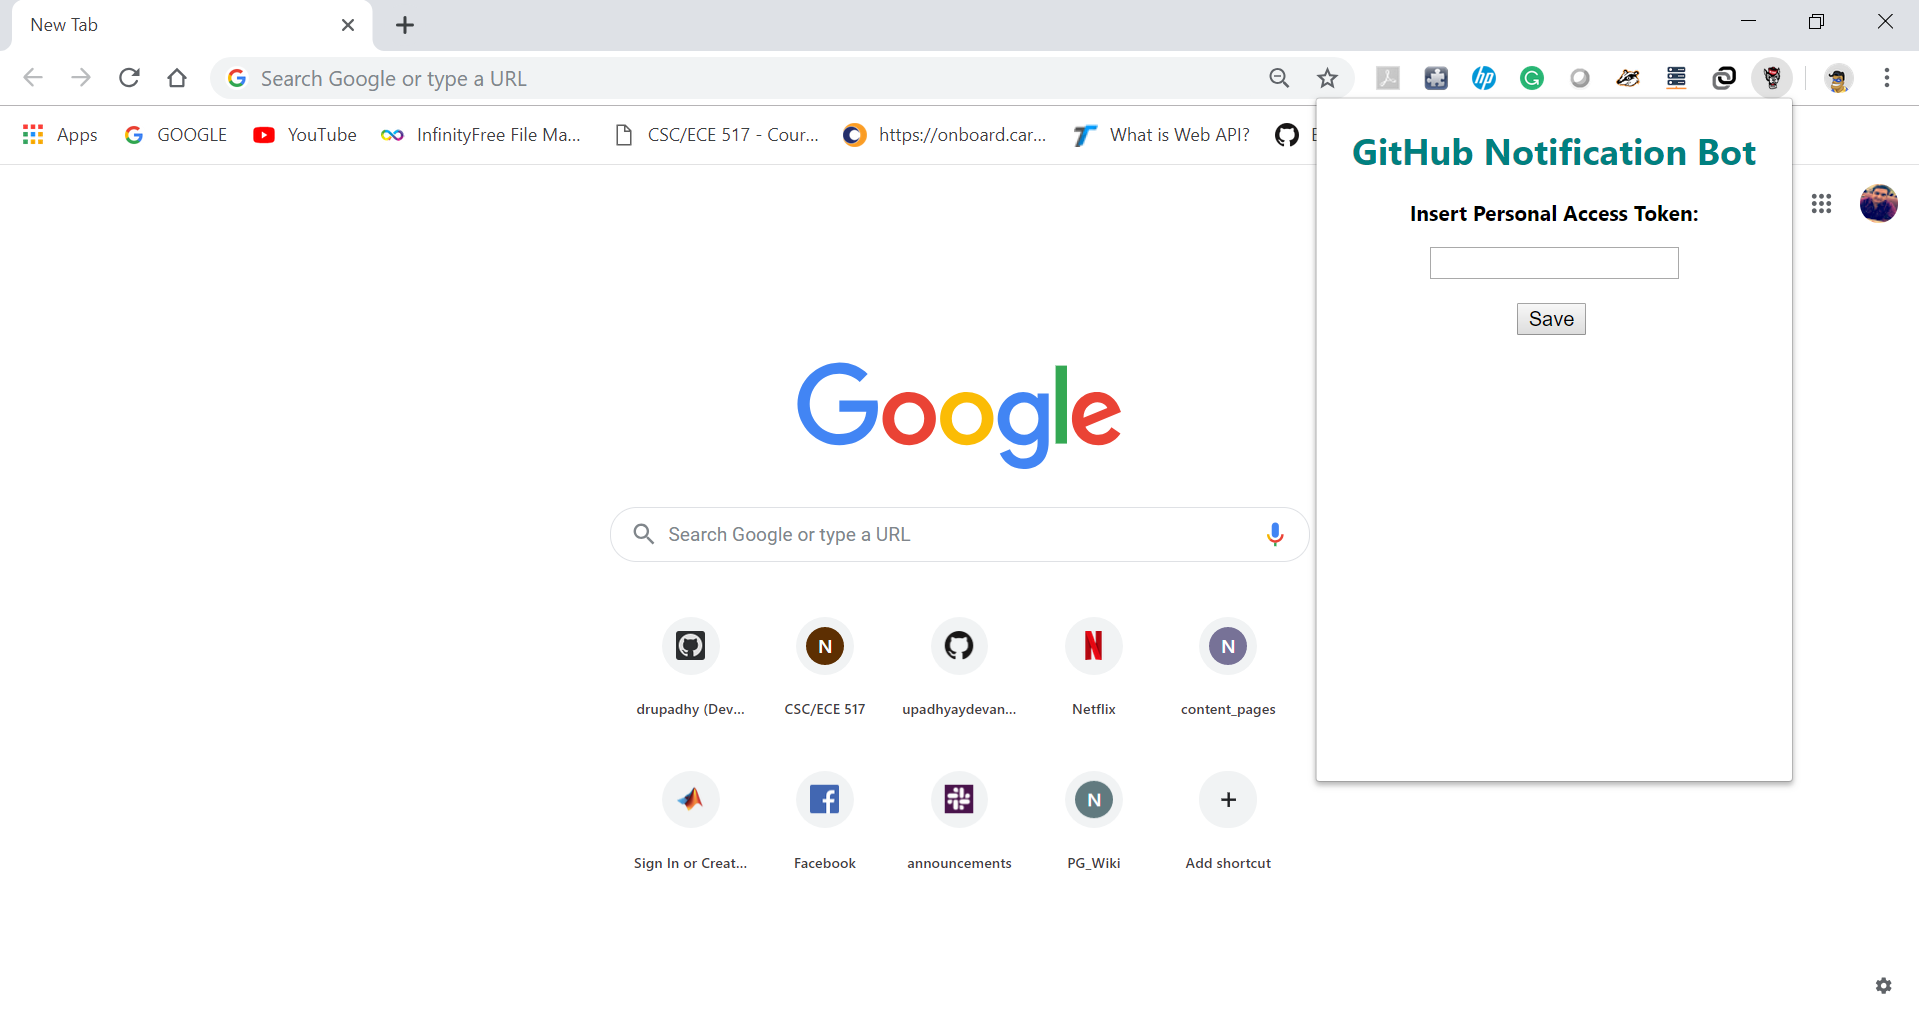 New Tab
Search Google or type a URL
Apps
GOOGLE
YouTube
InfinityFree File Ma...
CSC/ECE 517 - Cour...
https://onboard.car...
What is Web API?
GitHub Notification Bot
Insert Personal Access Token:
Save
Google
Search Google or type a URL
drupadhy (Dev...
N
CSC/ECE 517
upadhyaydevan...
N
Netflix
N
content_pages
Sign In or Creat...
Facebook
announcements
N
PG_Wiki
Add shortcut